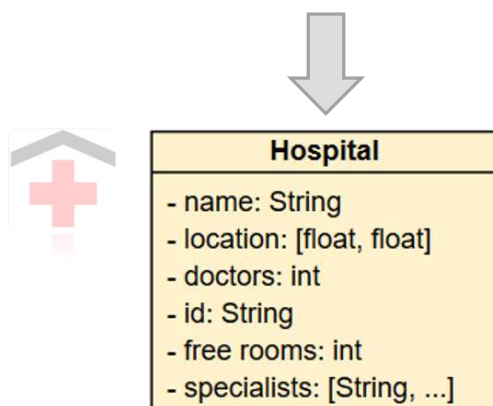 Hospital
- name: String
- location: [float, float]
- doctors: int
- id: String
- free rooms: int
- specialists: [String, ...]